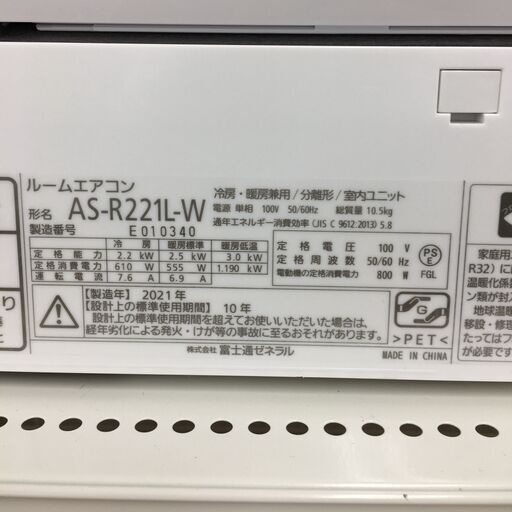 ルームエアコン
形名 AS-R221L-W
冷房・暖房兼用/分離形/室内ユニット
電源 単相 100V 50/60Hz 総質量 10.5kg
通年エネルギー消費効率(JIS C 9612:2013) 5.8
製造番号 E010340
冷 房 暖房標準 暖房低温
定格能力 2.2 kW 2.5 kW 3.0 kW
定格消費電力 610 W 555 W 1.190 kW
運転電流 7.6 A 6.9 A
定格電圧 100 V
定格周波数 50/60 Hz
電動機の定格消費電力 800 W
PS
E
FGL
【製造年】2021年
【設計上の標準使用期間】10年
設計上の標準使用期間を超えてお使いいただいた場合は、
経年劣化による発火・けが等の事故に至るおそれがあります。
株式会社 富士通ゼネラル
G
>PET<
MADE IN CHINA
家庭用
R32)に
温暖化係
ン類が封入
地球温暖
移設・修理
たってはフ
が必要です
り